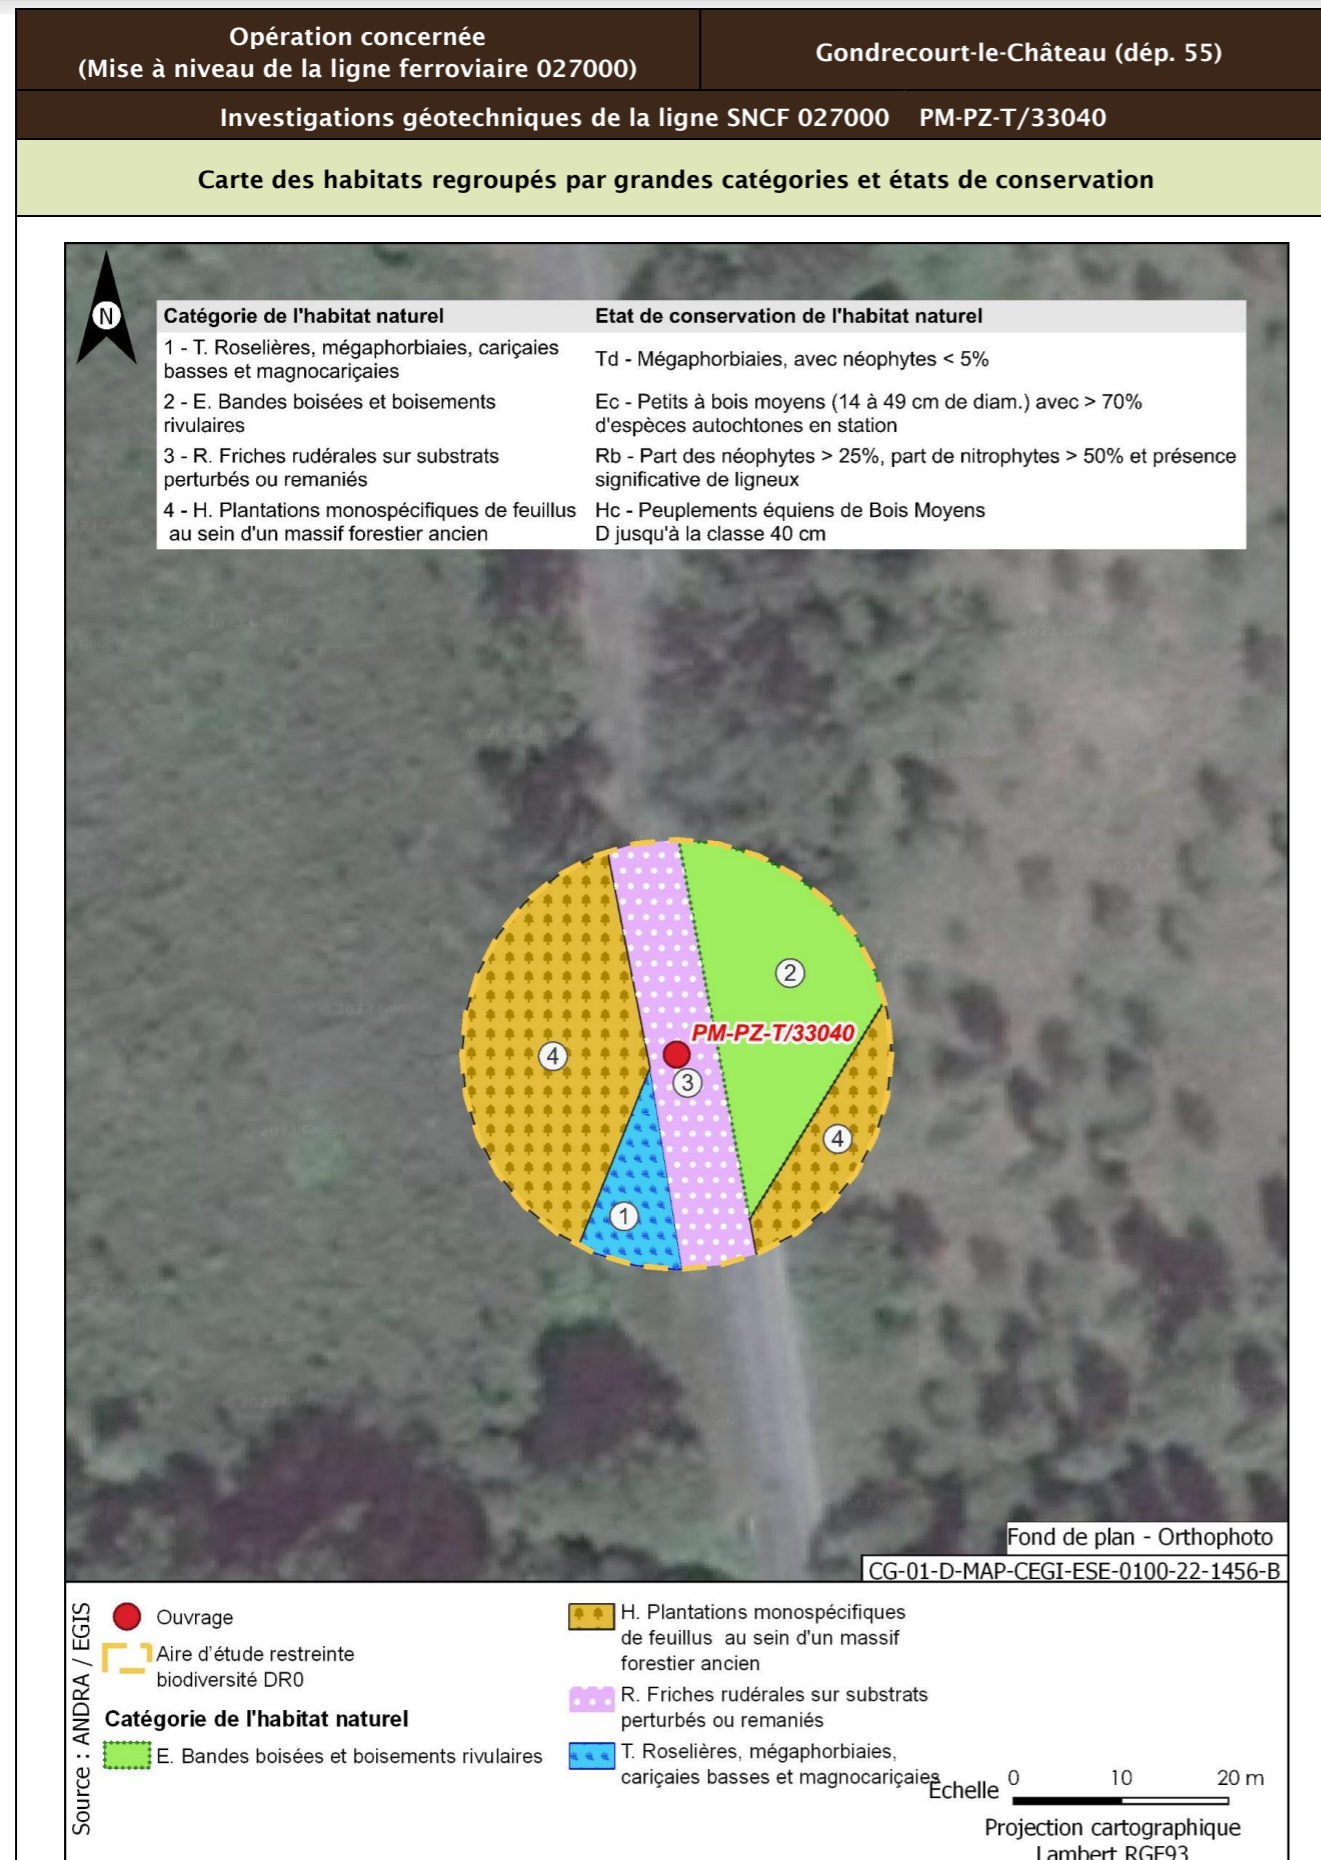 Opération concernée
(Mise à niveau de la ligne ferroviaire 027000)
Gondrecourt-le-Château (dép. 55)
Investigations géotechniques de la ligne SNCF 027000 PM-PZ-T/33040
Carte des habitats regroupés par grandes catégories et états de conservation
N
Catégorie de l'habitat naturel
Etat de conservation de l'habitat naturel
1 - T. Roselières, mégaphorbiaies, cariçaies
basses et magnocariçaies
Td - Mégaphorbiaies, avec néophytes < 5%
2 - E. Bandes boisées et boisements
rivulaires
Ec - Petits à bois moyens (14 à 49 cm de diam.) avec > 70%
d'espèces autochtones en station
3 - R. Friches rudérales sur substrats
perturbés ou remaniés
Rb - Part des néophytes > 25%, part de nitrophytes > 50% et présence
significative de ligneux
4 - H. Plantations monospécifiques de feuillus
au sein d'un massif forestier ancien
Hc - Peuplements équiens de Bois Moyens
D jusqu'à la classe 40 cm
2
PM-PZ-T/33040
4
3
4
1
Fond de plan - Orthophoto
CG-01-D-MAP-CEGI-ESE-0100-22-1456-B
Source : ANDRA / EGIS
Ouvrage
Aire d'étude restreinte
biodiversité DR0
Catégorie de l'habitat naturel
E. Bandes boisées et boisements rivulaires
H. Plantations monospécifiques
de feuillus au sein d'un massif
forestier ancien
R. Friches rudérales sur substrats
perturbés ou remaniés
T. Roselières, mégaphorbiaies,
cariçaies basses et magnocariçaies
Echelle 0 10 20 m
Projection cartographique
Lambert RGF93